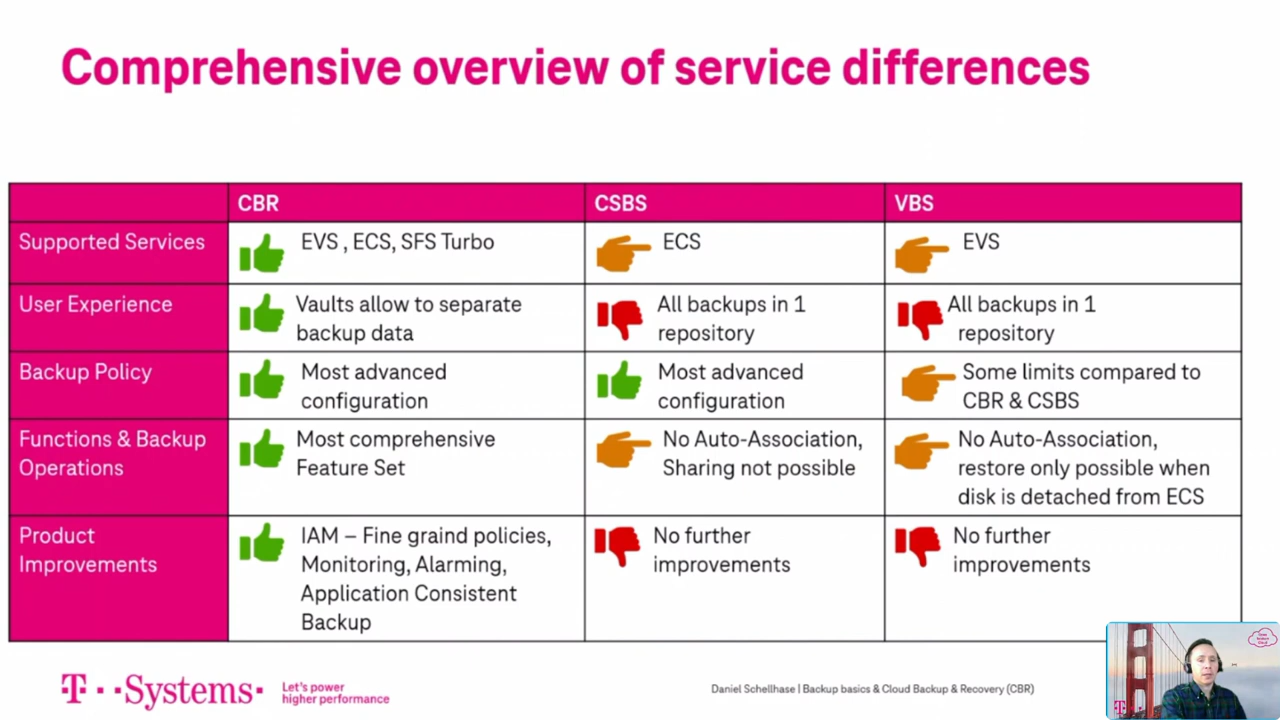 Comprehensive overview of service differences
CBR
CSBS
VBS
Supported Services
EVS , ECS, SFS Turbo
ECS
EVS
User Experience
Vaults allow to separate
backup data
All backups in 1
repository
All backups in 1
repository
Backup Policy
Most advanced
configuration
Most advanced
configuration
Some limits compared to
CBR & CSBS
Functions & Backup
Operations
Most comprehensive
Feature Set
No Auto-Association,
Sharing not possible
No Auto-Association,
restore only possible when
disk is detached from ECS
Product
Improvements
IAM – Fine graind policies,
Monitoring, Alarming,
Application Consistent
Backup
No further
improvements
No further
improvements
T··Systems·
Let's power
higher performance
Daniel Schellhase | Backup basics & Cloud Backup & Recovery (CBR)